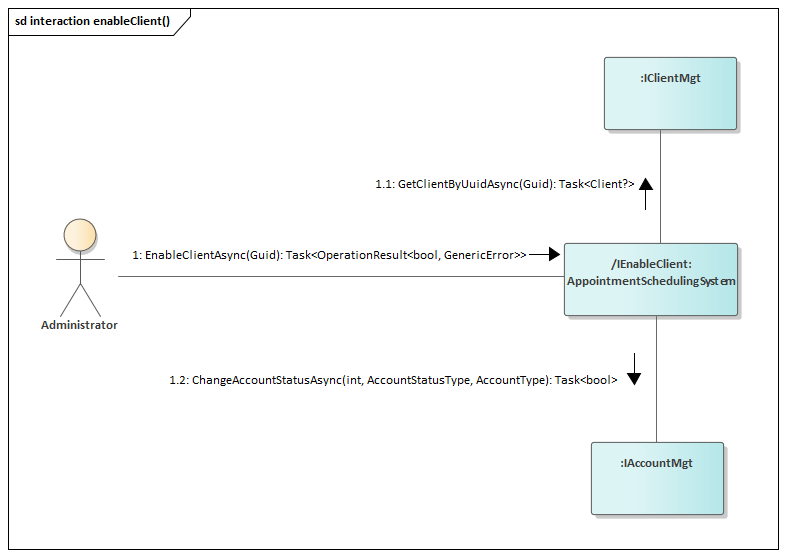 sd interaction enableClient()
:IClientMgt
1.1: GetClientByUuidAsync(Guid): Task<Client?>
1: EnableClientAsync(Guid): Task<OperationResult<bool, GenericError>>
/IEnableClient:
AppointmentSchedulingSystem
Administrator
1.2: ChangeAccountStatusAsync(int, AccountStatusType, AccountType): Task<bool>
:IAccountMgt